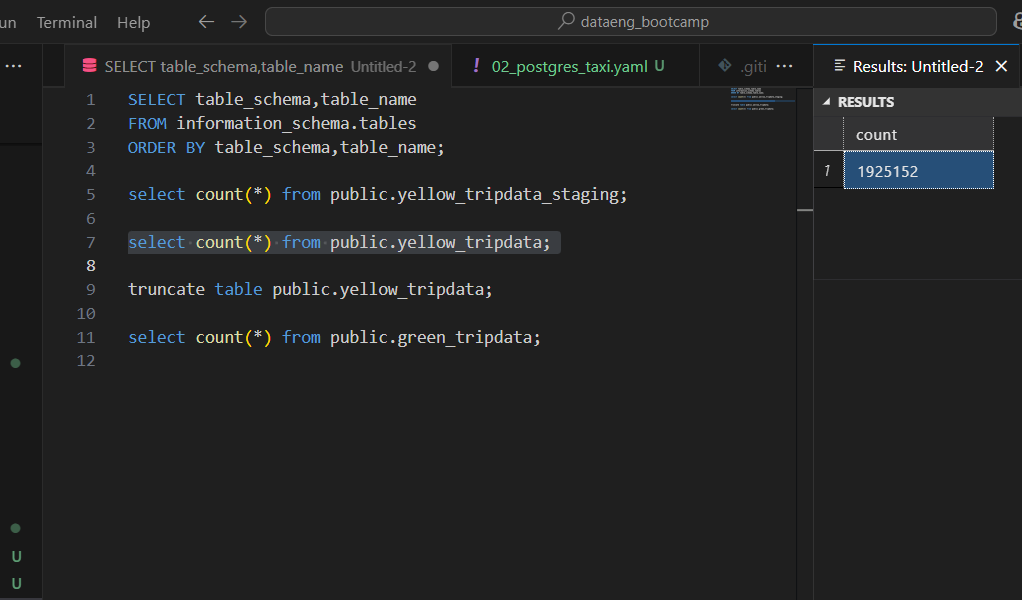 un Terminal Help ← → dataeng_bootcamp
... SELECT table_schema,table_name Untitled-2 ● ! 02_postgres_taxi.yaml U .giti ... Results: Untitled-2 ×
1 SELECT table_schema,table_name
2 FROM information_schema.tables
3 ORDER BY table_schema,table_name;
4
5 select count(*) from public.yellow_tripdata_staging;
6
7 select·count(*)·from·public.yellow_tripdata;
8
9 truncate table public.yellow_tripdata;
10
11 select count(*) from public.green_tripdata;
12
U
U
RESULTS
count
1 1925152